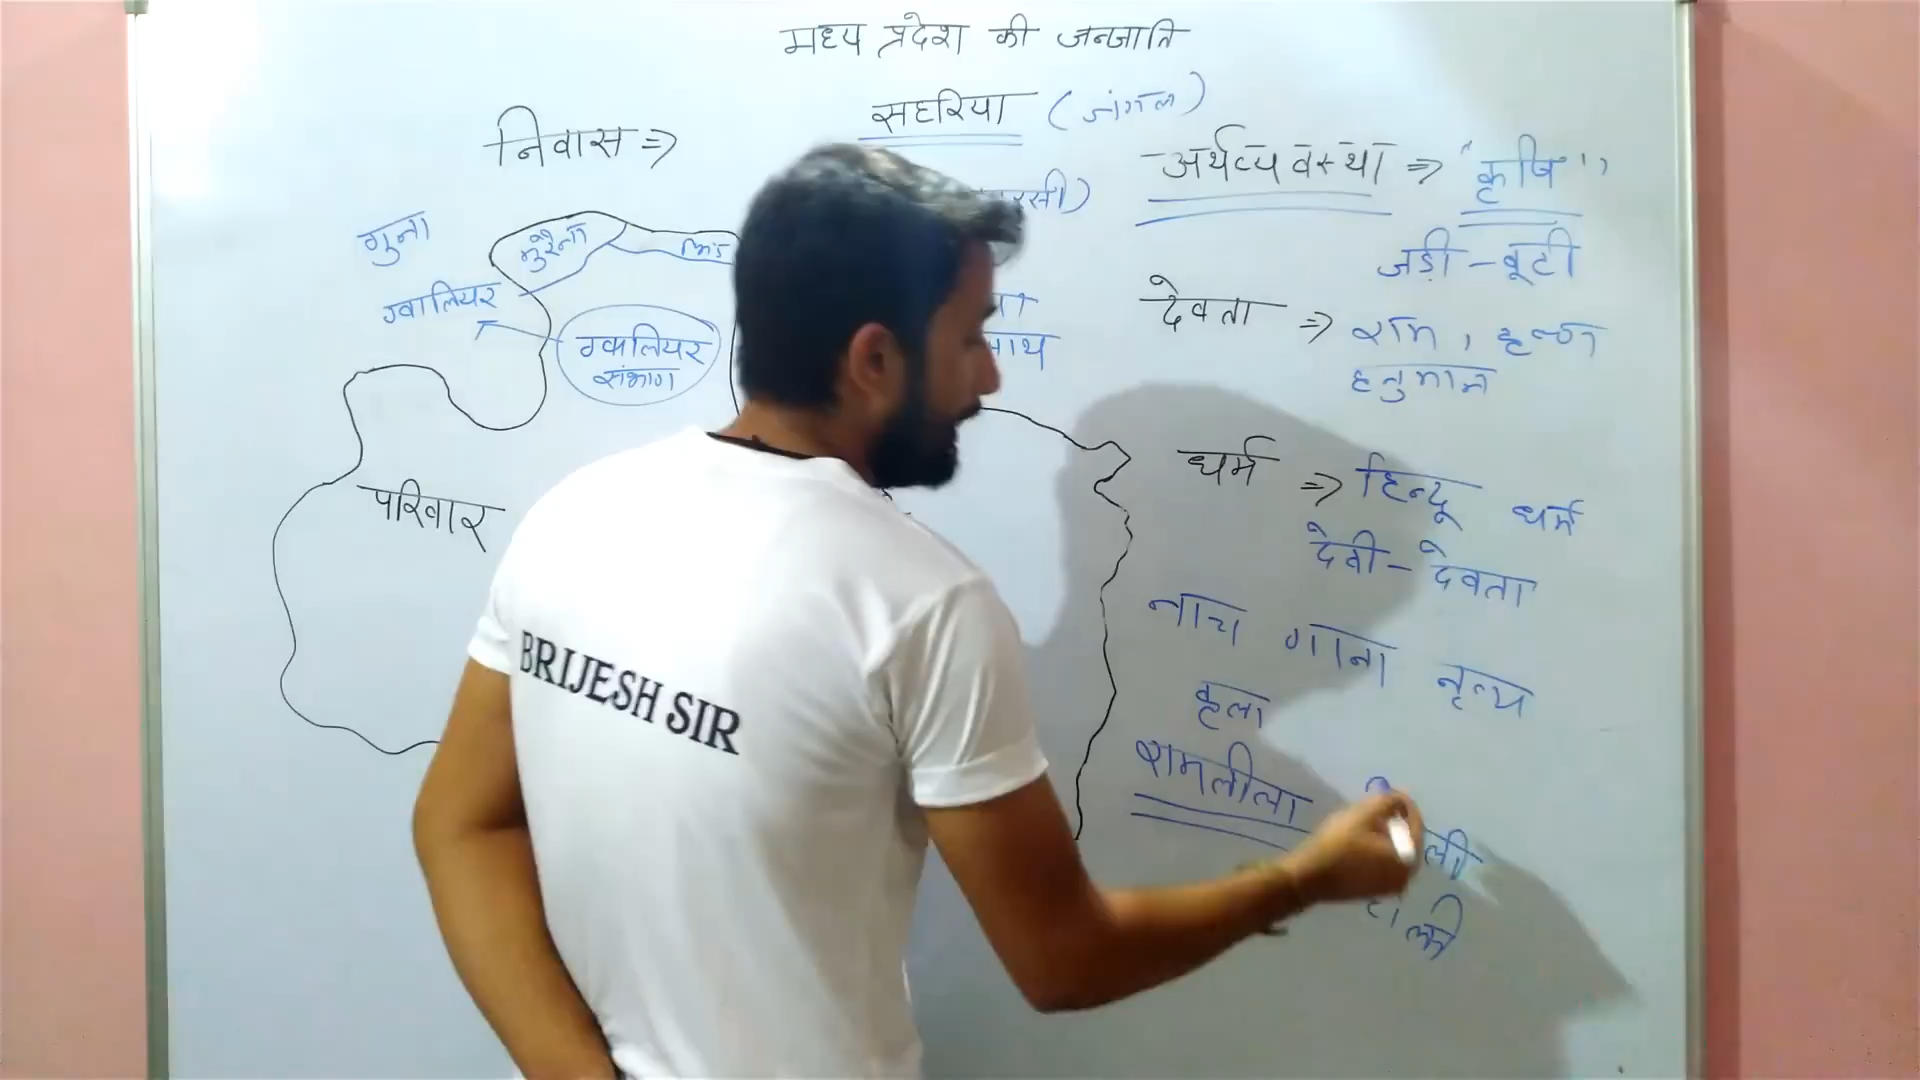 मध्य प्रदेश की जनजाति
सहरिया (जंगल)
निवास ⇒
गुना
मुरैना
भिंड
ग्वालियर
ग्वालियर
संभाग
रसी)
नाथ
परिवार
अर्थव्यवस्था ⇒ "कृषि"
जड़ी-बूटी
देवता ⇒ राम, कृष्ण
हनुमान
धर्म ⇒ हिन्दू धर्म
देवी-देवता
नाच गाना नृत्य
रामलीला
ली
BRIJESH SIR